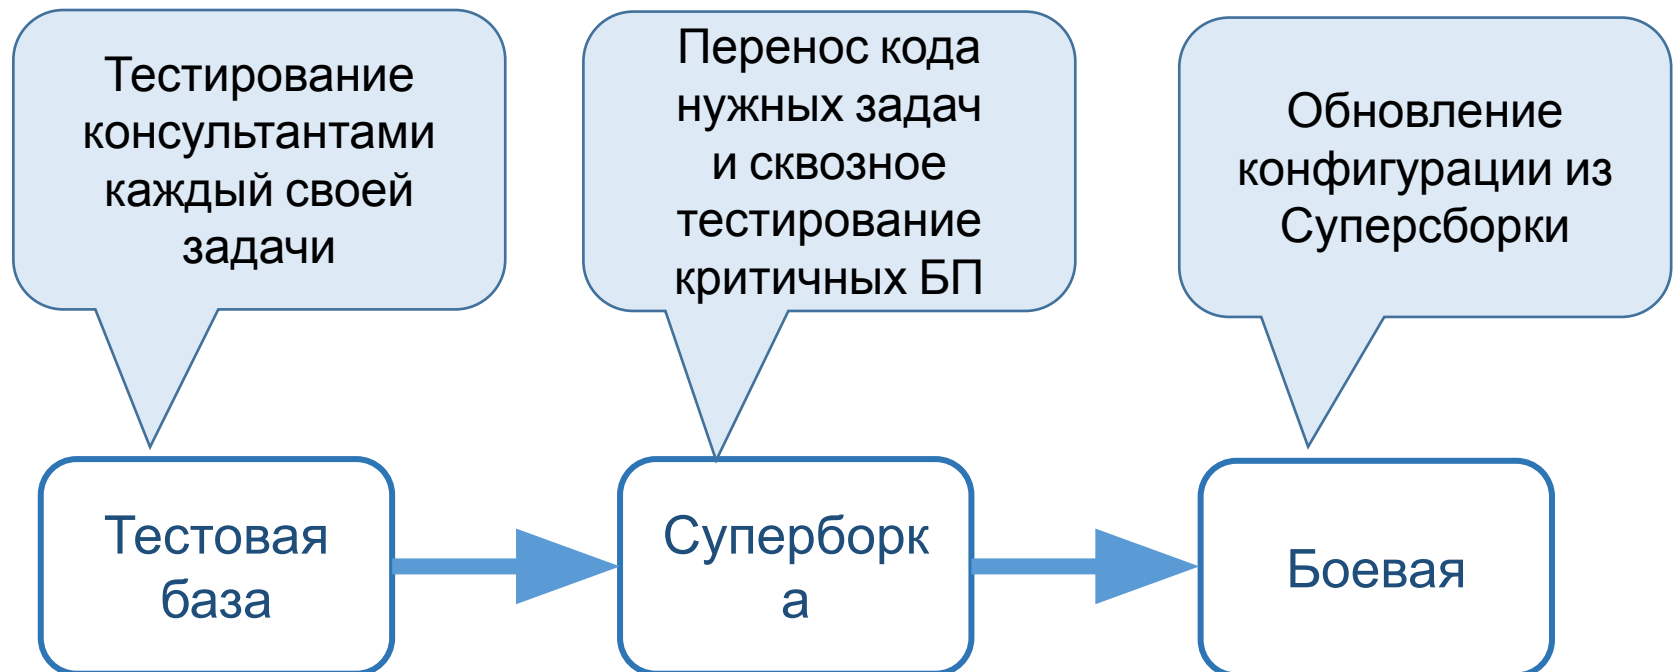 Тестирование
консультантами
каждый своей
задачи
Перенос кода
нужных задач
и сквозное
тестирование
критичных БП
Обновление
конфигурации из
Суперсборки
Тестовая
база
Суперборк
а
Боевая